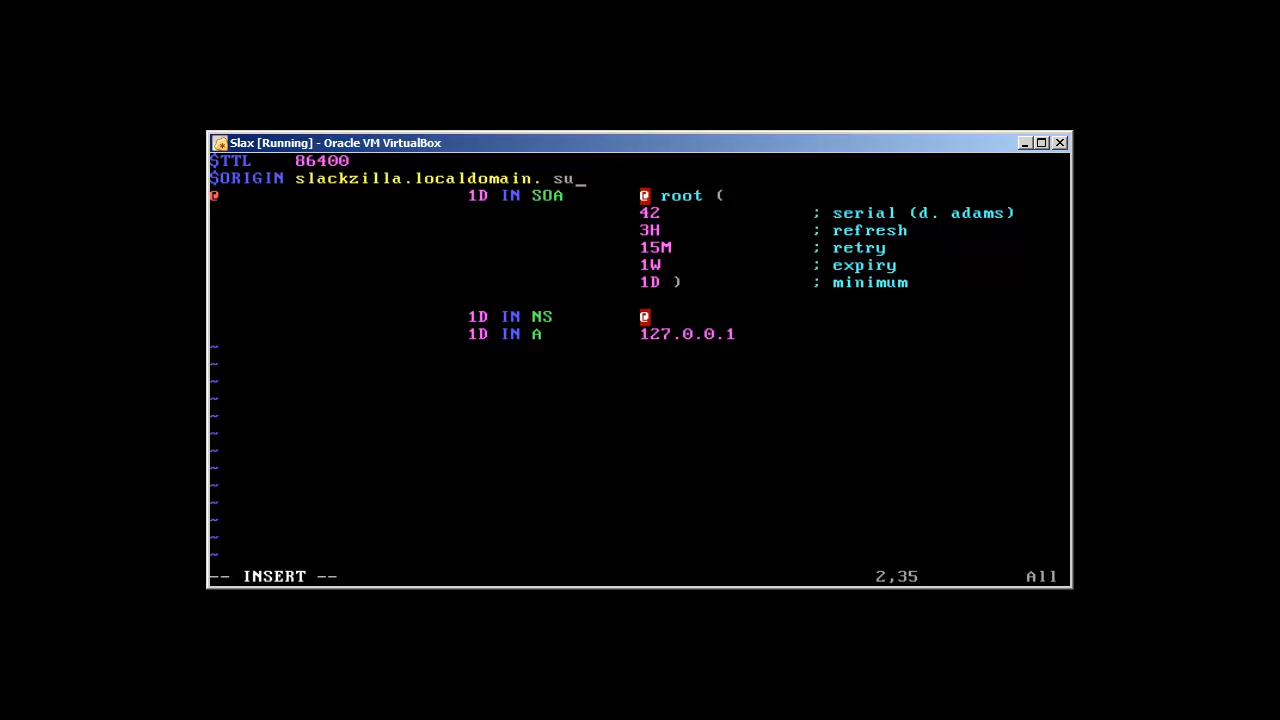 Slax [Running] - Oracle VM VirtualBox
$TTL 86400
$ORIGIN slackzilla.localdomain. su_
@ 1D IN SOA @ root (
42 ; serial (d. adams)
3H ; refresh
15M ; retry
1W ; expiry
1D ) ; minimum
1D IN NS @
1D IN A 127.0.0.1
~
~
~
~
~
~
~
~
~
~
~
~
~
-- INSERT -- 2,35 All